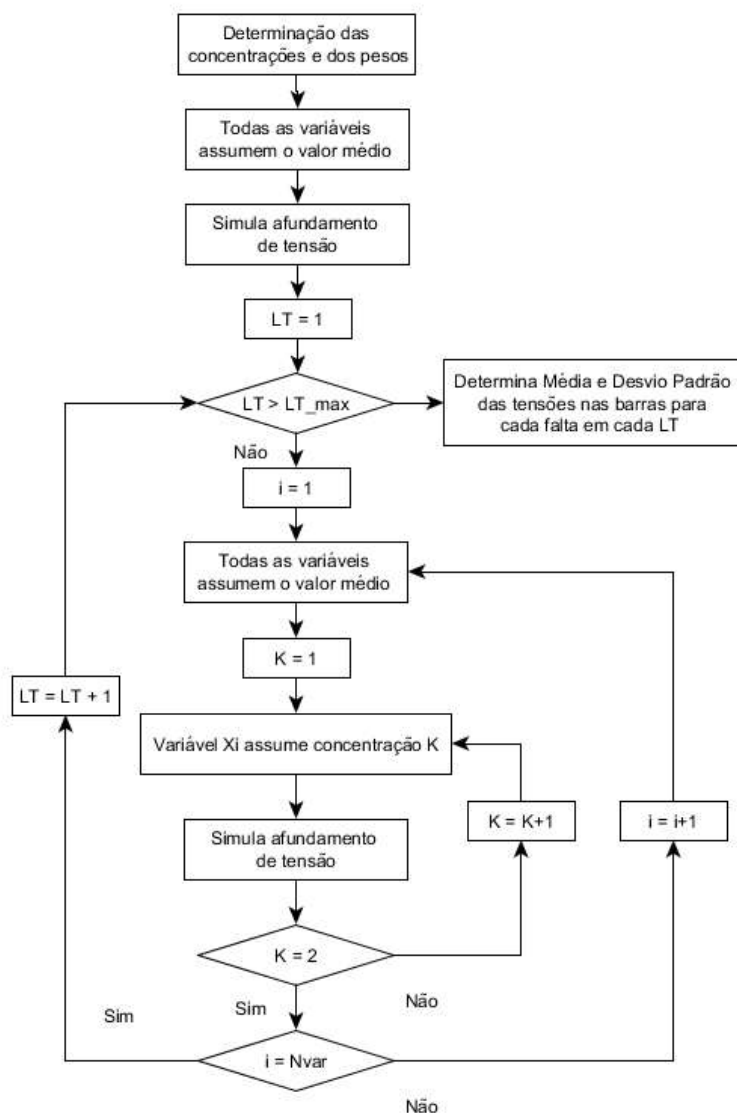 Determinação das
concentrações e dos pesos
Todas as variáveis
assumem o valor médio
Simula afundamento
de tensão
LT = 1
LT > LT_max
Determina Média e Desvio Padrão
das tensões nas barras para
cada falta em cada LT
Não
i = 1
Todas as variáveis
assumem o valor médio
K = 1
LT = LT + 1
Variável Xi assume concentração K
K = K+1
i = i+1
Simula afundamento
de tensão
K = 2
Não
Sim
Sim
i = Nvar
Não